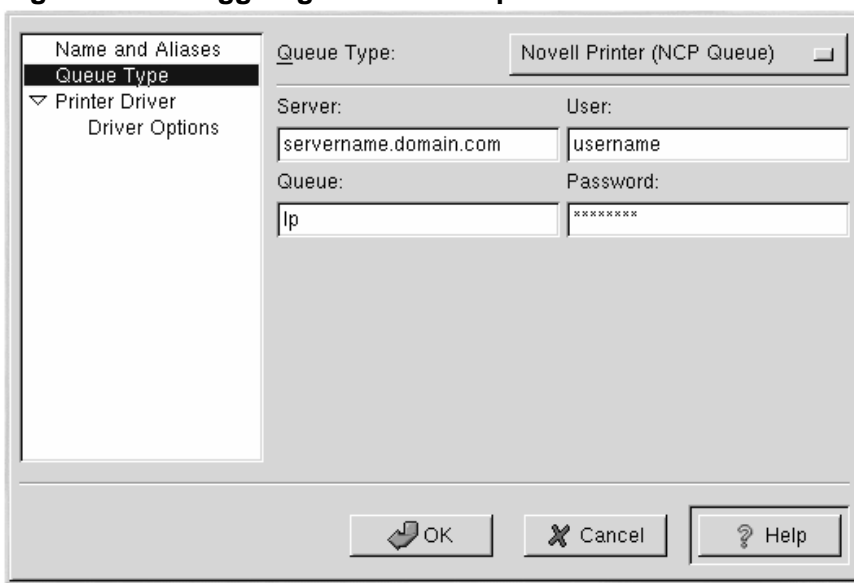 Name and Aliases
Queue Type
Printer Driver
Driver Options
Queue Type:
Novell Printer (NCP Queue)
Server:
User:
servername.domain.com
username
Queue:
Password:
lp
********
OK
Cancel
? Help